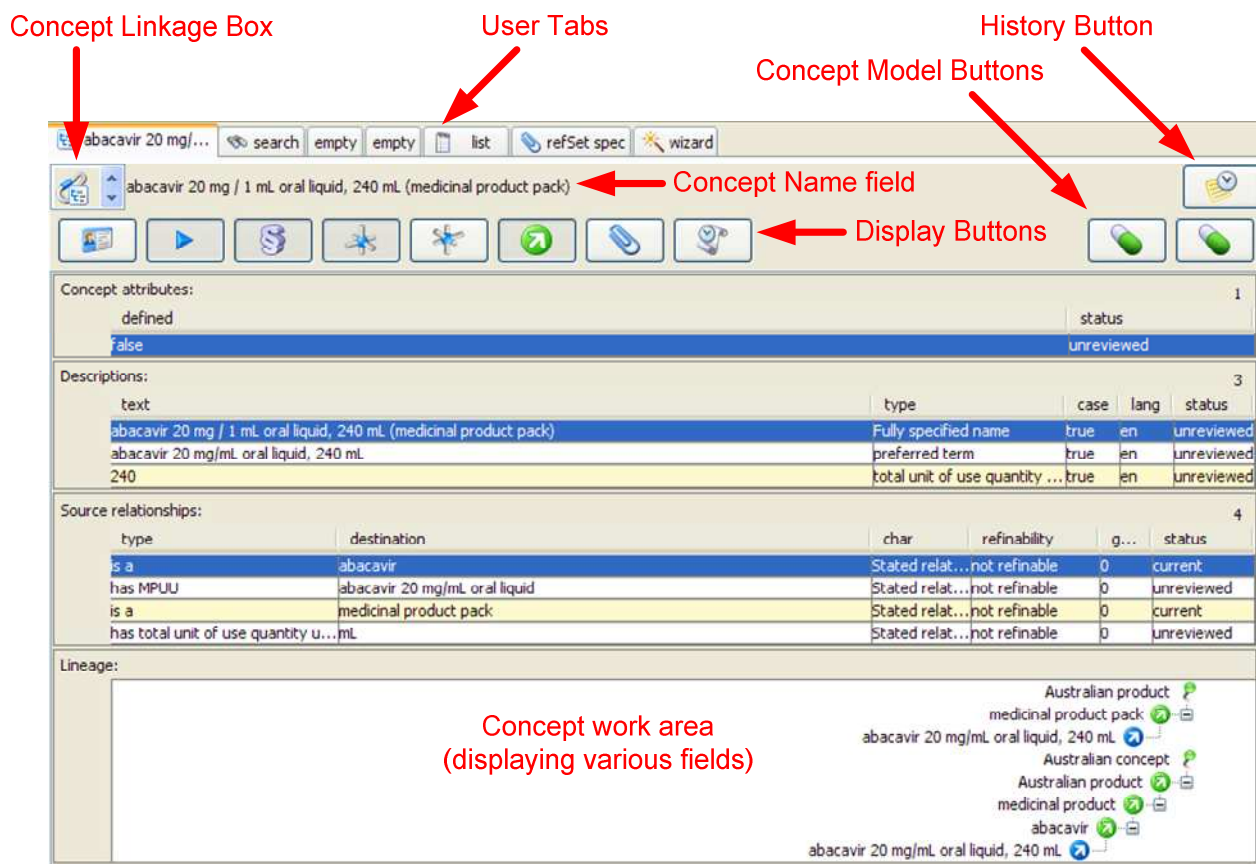 Concept Linkage Box User Tabs History Button
Concept Model Buttons
abacavir 20 mg/... search empty empty list refSet spec wizard
abacavir 20 mg / 1 mL oral liquid, 240 mL (medicinal product pack) Concept Name field
Display Buttons
Concept attributes: 1
defined status
false unreviewed
Descriptions: 3
text type case lang status
abacavir 20 mg / 1 mL oral liquid, 240 mL (medicinal product pack) Fully specified name true en unreviewed
abacavir 20 mg/mL oral liquid, 240 mL preferred term true en unreviewed
240 total unit of use quantity ... true en unreviewed
Source relationships: 4
type destination char refinability g... status
is a abacavir Stated relat... not refinable 0 current
has MPUU abacavir 20 mg/mL oral liquid Stated relat... not refinable 0 unreviewed
is a medicinal product pack Stated relat... not refinable 0 current
has total unit of use quantity u... mL Stated relat... not refinable 0 unreviewed
Lineage:
Australian product
medicinal product pack
abacavir 20 mg/mL oral liquid, 240 mL
Australian concept
Australian product
medicinal product
abacavir
abacavir 20 mg/mL oral liquid, 240 mL
Concept work area
(displaying various fields)